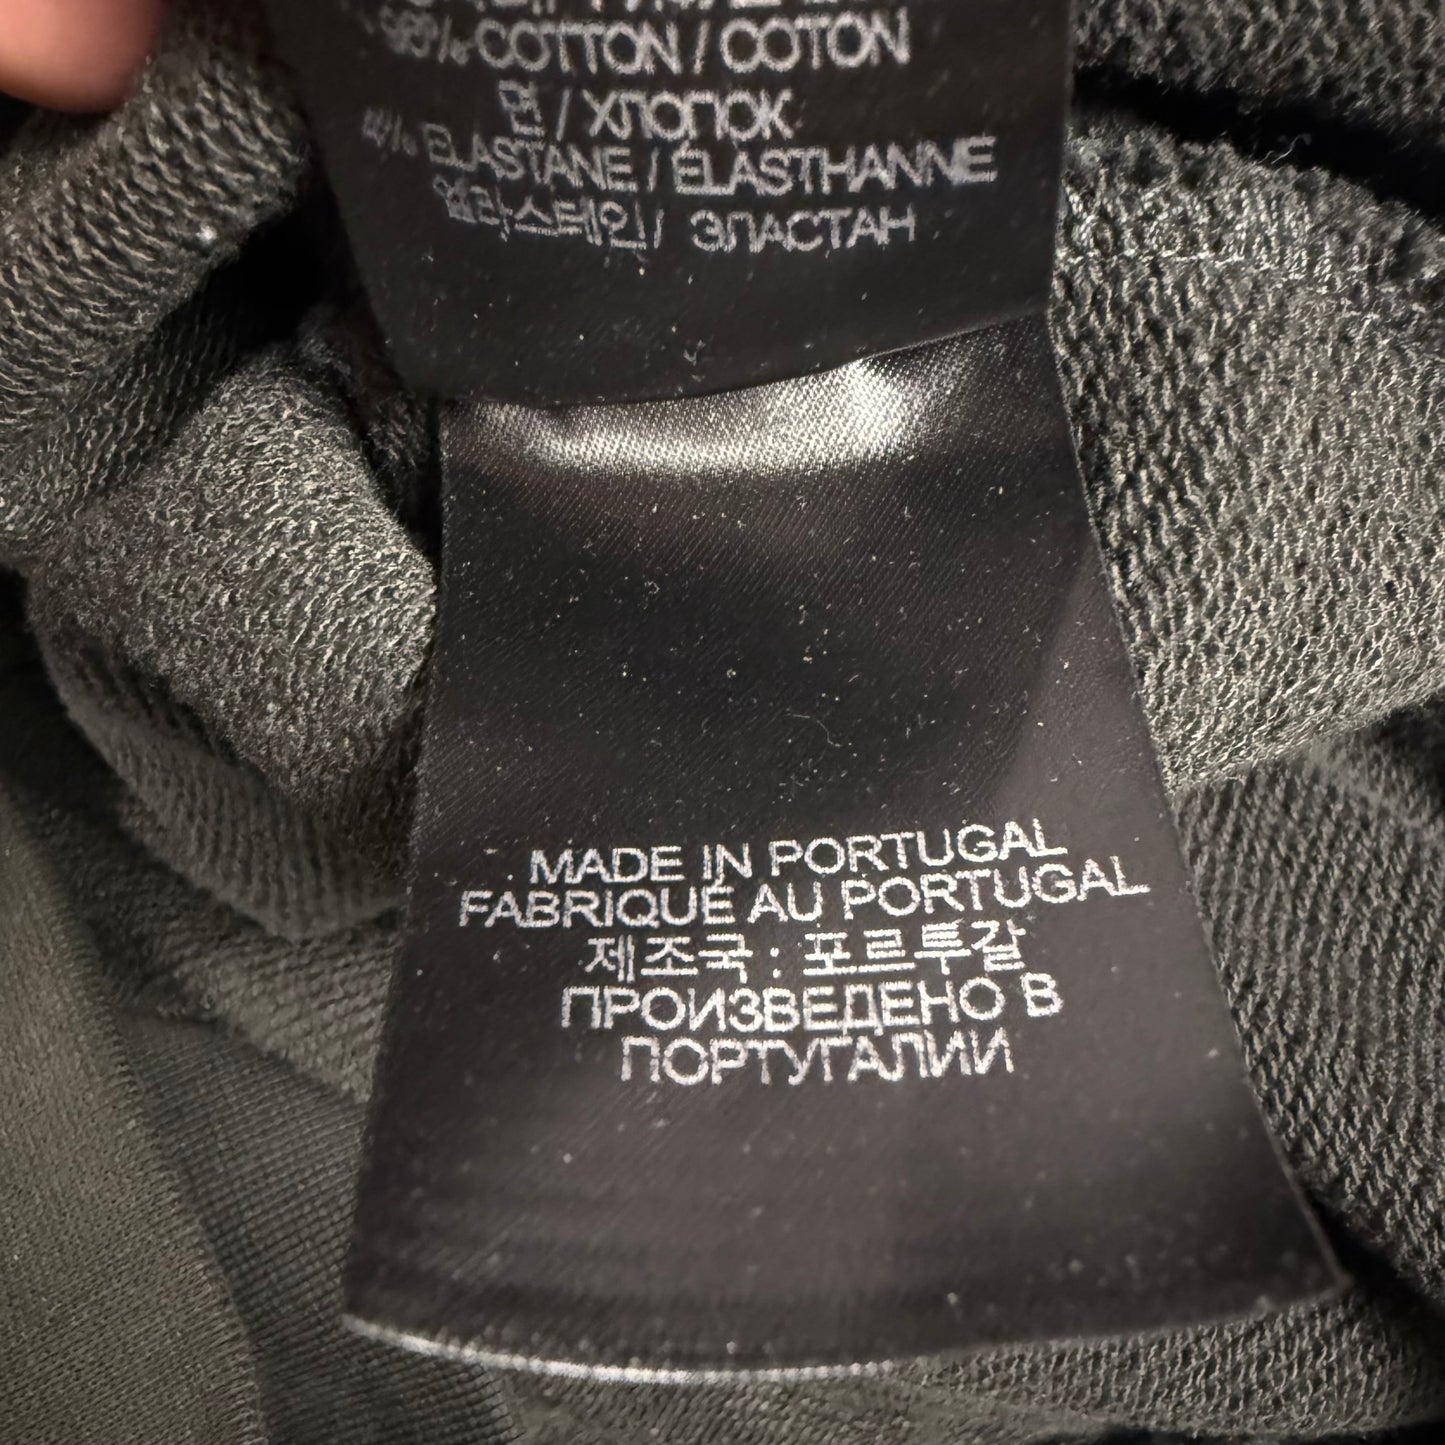 COTTON / COTON
면 / ХЛОПОК
ELASTANE / ÉLASTHANNE
엘라스테인/ ЭЛАСТАН
MADE IN PORTUGAL
FABRIQUÉ AU PORTUGAL
제조국 : 포르투갈
ПРОИЗВЕДЕНО В
ПОРТУГАЛИИ